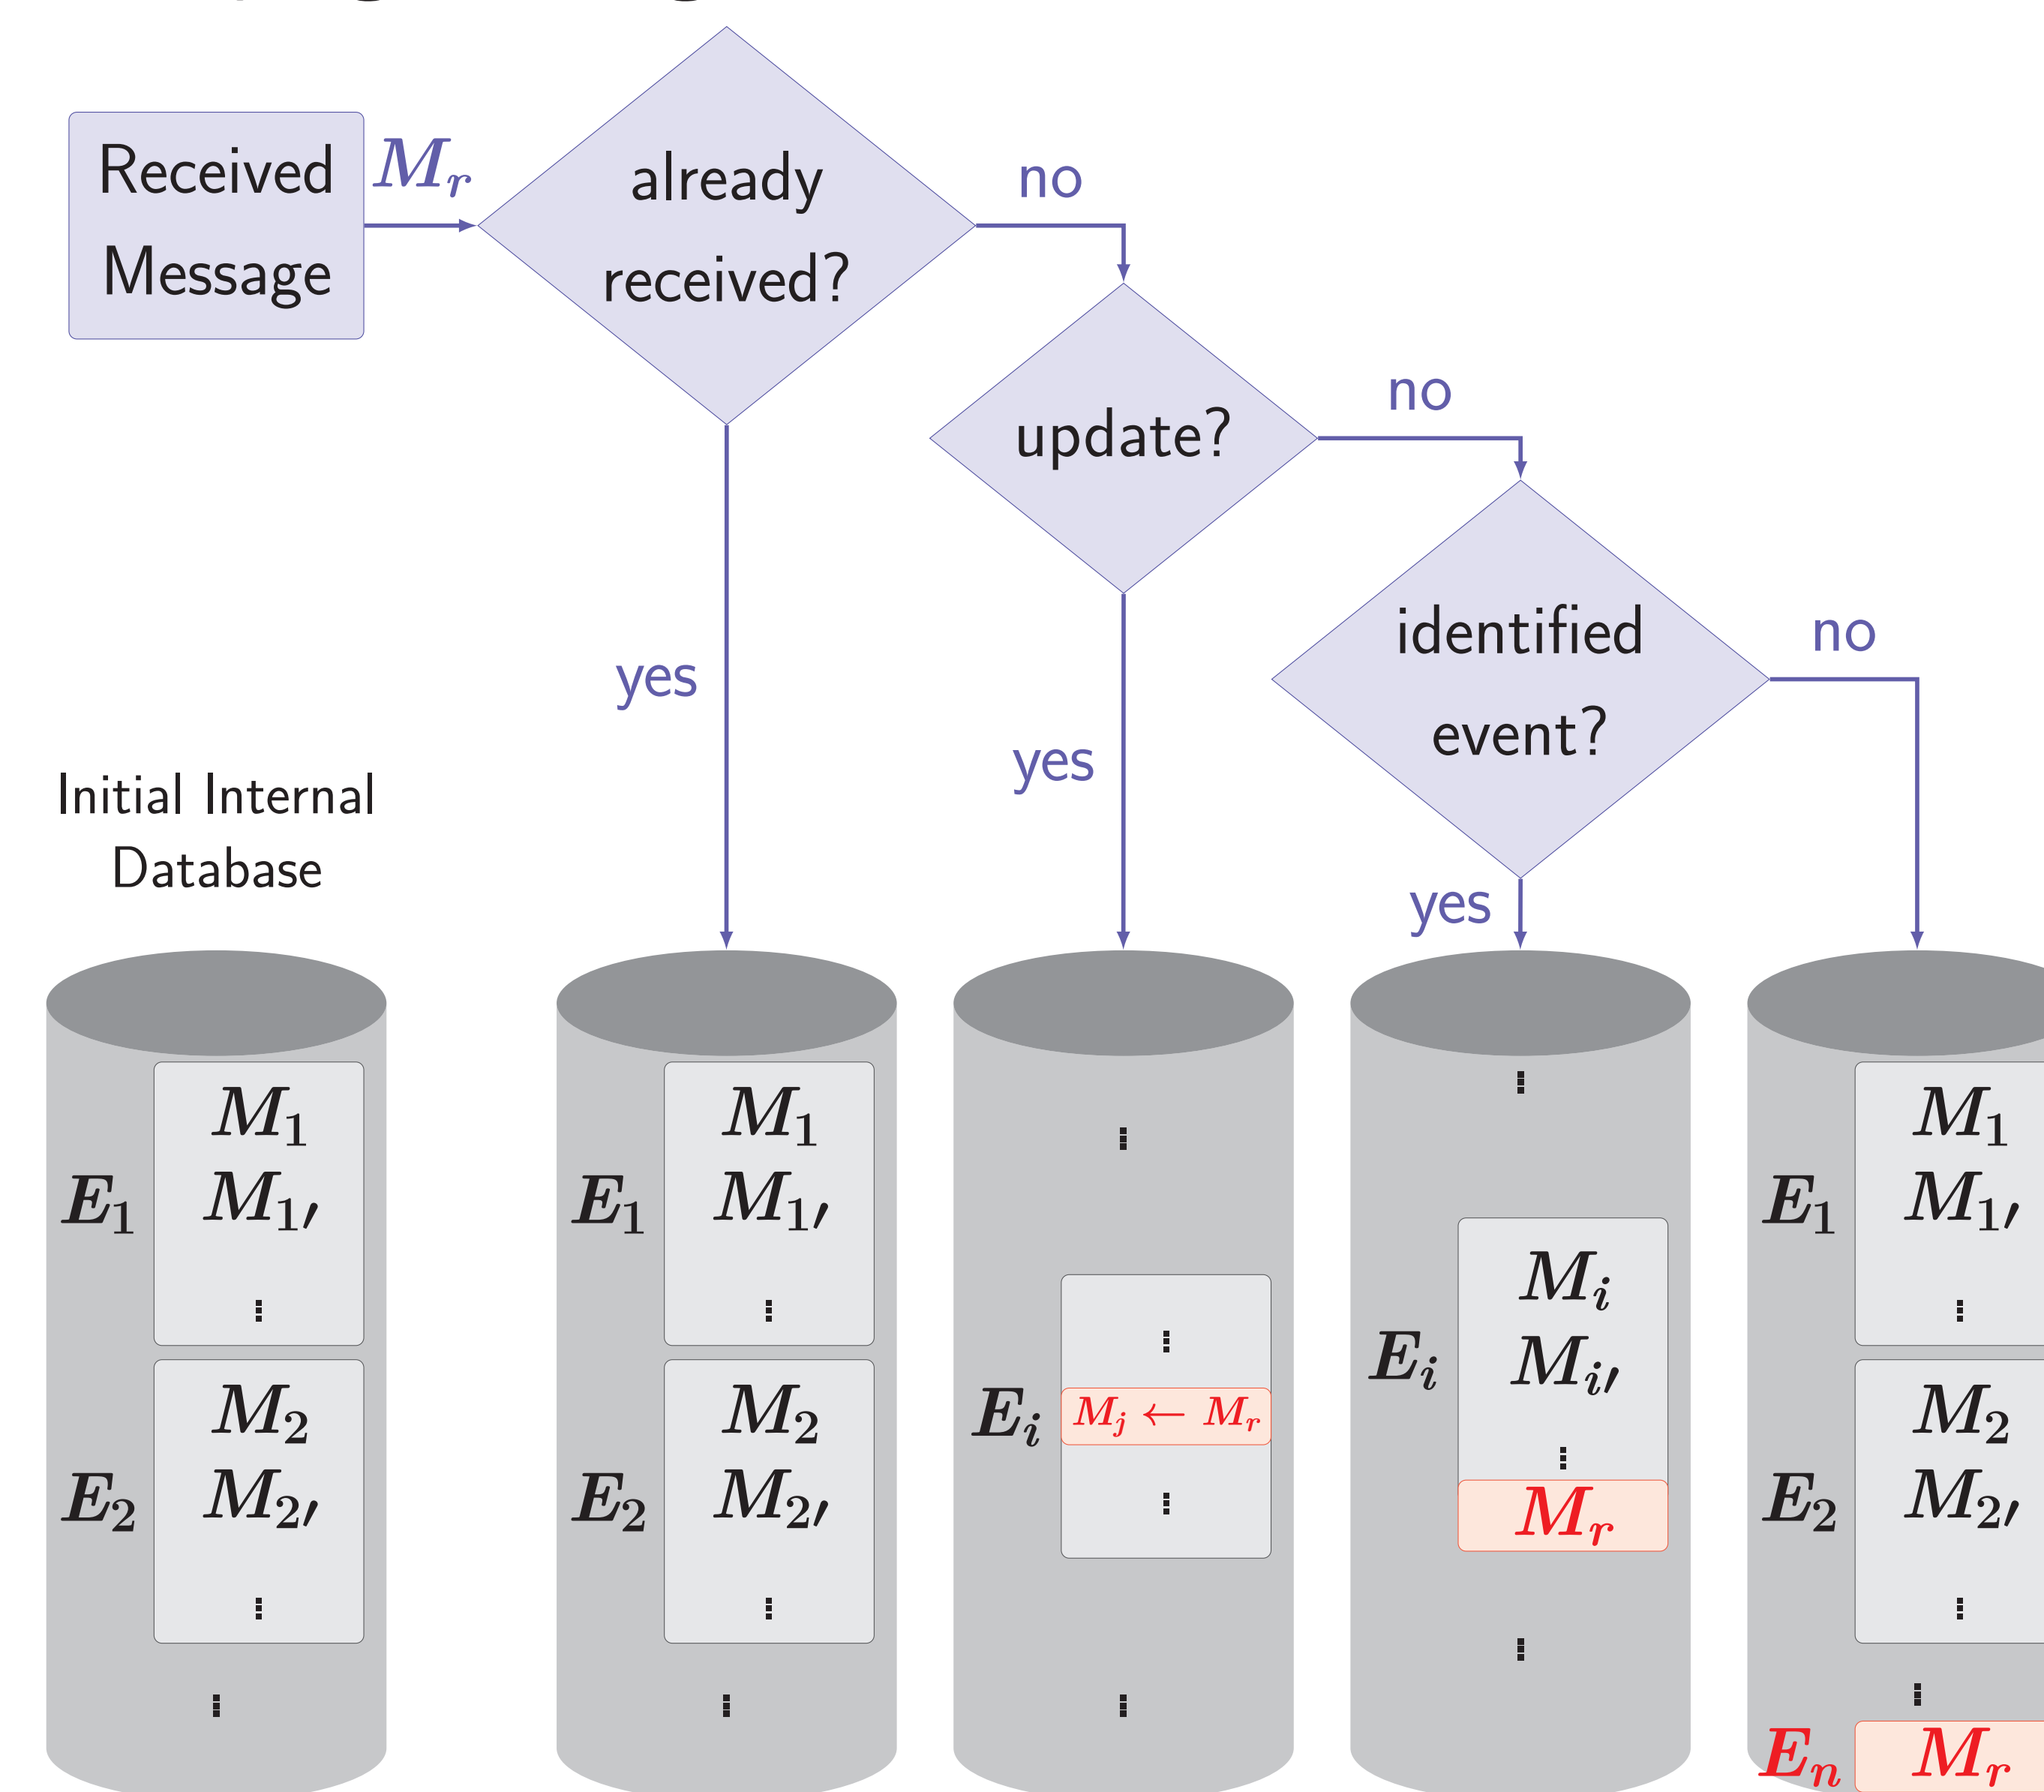 Received
Message
M_r
already
received?
no
update?
no
identified
event?
no
yes
yes
yes
Initial Internal
Database
E_1
M_1
M_1′
⋮
E_2
M_2
M_2′
⋮
⋮
E_1
M_1
M_1′
⋮
E_2
M_2
M_2′
⋮
⋮
⋮
E_i
⋮
M_j ← M_r
⋮
⋮
⋮
E_i
M_i
M_i′
⋮
M_r
⋮
E_1
M_1
M_1′
⋮
E_2
M_2
M_2′
⋮
⋮
E_n M_r